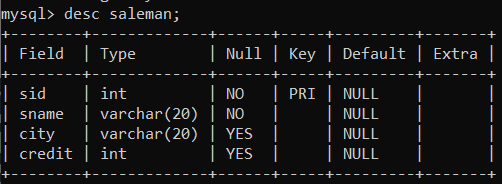 mysql> desc saleman;
+--------+-------------+------+-----+---------+-------+
| Field  | Type        | Null | Key | Default | Extra |
+--------+-------------+------+-----+---------+-------+
| sid    | int         | NO   | PRI | NULL    |       |
| sname  | varchar(20) | NO   |     | NULL    |       |
| city   | varchar(20) | YES  |     | NULL    |       |
| credit | int         | YES  |     | NULL    |       |
+--------+-------------+------+-----+---------+-------+